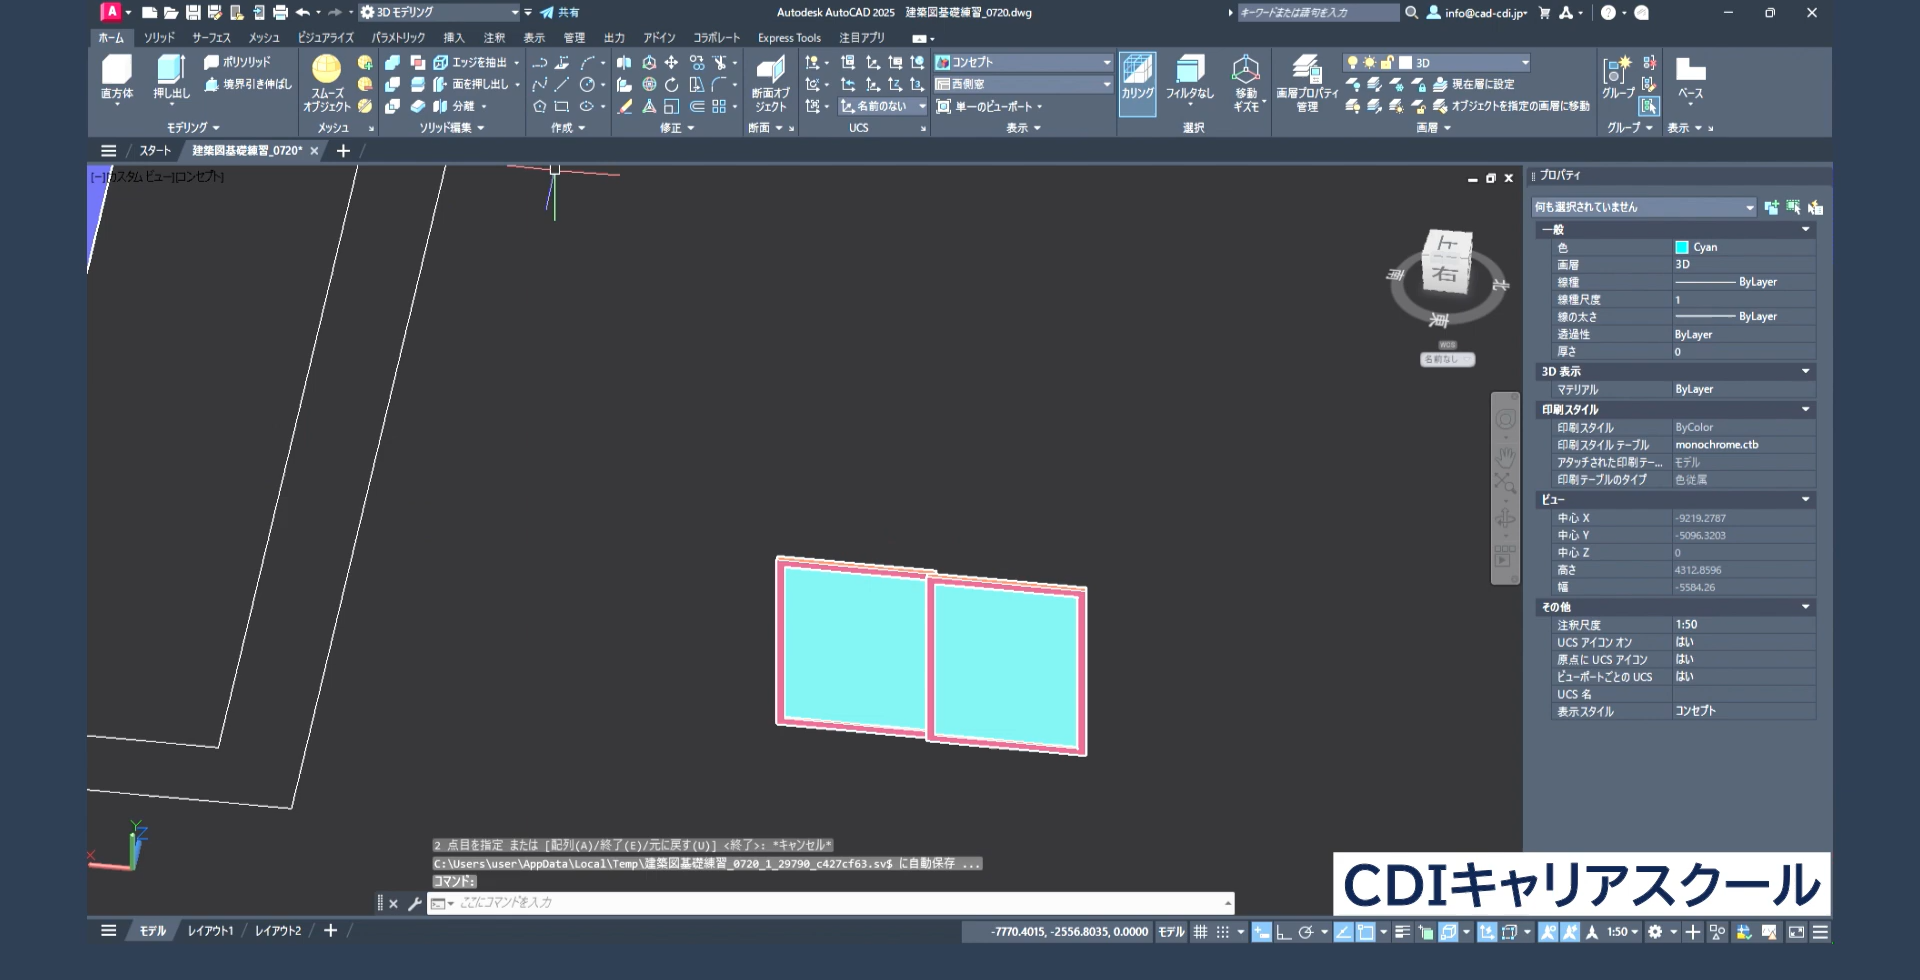 3D モデリング
共有
Autodesk AutoCAD 2025 建築図基礎練習_0720.dwg
キーワードまたは語句を入力
info@cad-cdi.jp
ホーム ソリッド サーフェス メッシュ ビジュアライズ パラメトリック 挿入 注釈 表示 管理 出力 アドイン コラボレート Express Tools 注目アプリ
直方体
押し出し
ポリソリッド
境界引き伸ばし
モデリング
スムーズ
オブジェクト
メッシュ
エッジを抽出
面を押し出し
分離
ソリッド編集
作成
修正
断面オブ
ジェクト
断面
名前のない
UCS
コンセプト
西側窓
単一のビューポート
表示
カリング
フィルタなし
移動
ギズモ
選択
画層プロパティ
管理
3D
現在層に設定
オブジェクトを指定の画層に移動
画層
グループ
グループ
ベース
表示
スタート
建築図基礎練習_0720*
[−][カスタム ビュー][コンセプト]
上
右
南
東
北
WCS
名前なし
プロパティ
何も選択されていません
一般
色 Cyan
画層 3D
線種 ByLayer
線種尺度 1
線の太さ ByLayer
透過性 ByLayer
厚さ 0
3D 表示
マテリアル ByLayer
印刷スタイル
印刷スタイル ByColor
印刷スタイル テーブル monochrome.ctb
アタッチされた印刷テー... モデル
印刷テーブルのタイプ 色従属
ビュー
中心 X -9219.2787
中心 Y -5096.3203
中心 Z 0
高さ 4312.8596
幅 -5584.26
その他
注釈尺度 1:50
UCS アイコン オン はい
原点に UCS アイコン はい
ビューポートごとの UCS はい
UCS 名
表示スタイル コンセプト
Y
Z
X
2 点目を指定 または [配列(A)/終了(E)/元に戻す(U)] <終了>: *キャンセル*
C:\Users\user\AppData\Local\Temp\建築図基礎練習_0720_1_29790_c427cf63.sv$ に自動保存 ...
コマンド:
ここにコマンドを入力
CDIキャリアスクール
モデル レイアウト1 レイアウト2
-7770.4015, -2556.8035, 0.0000 モデル
1:50